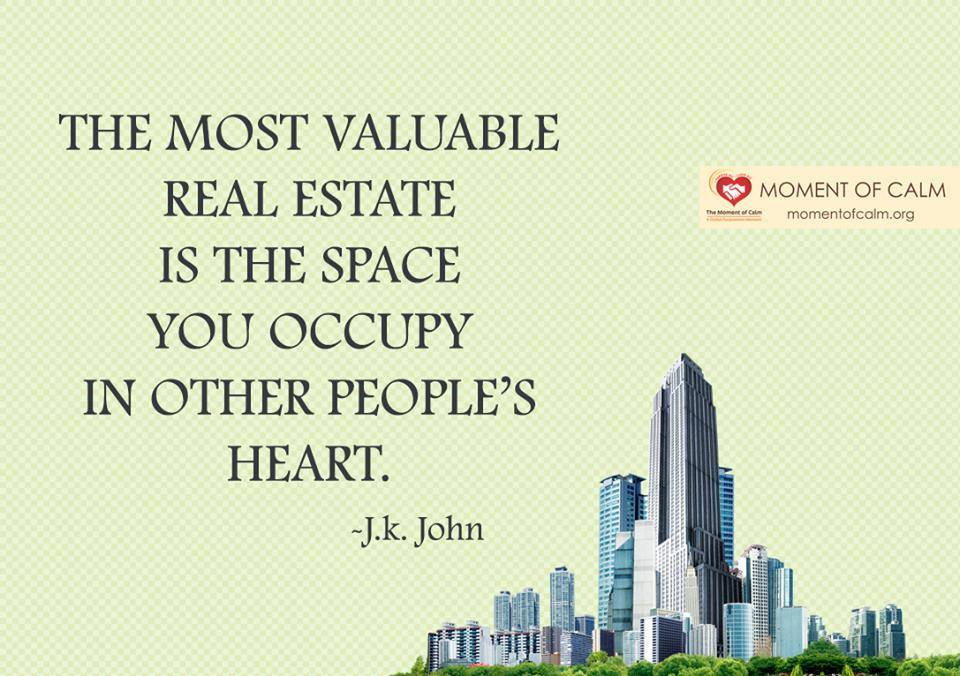 THE MOST VALUABLE
REAL ESTATE
IS THE SPACE
YOU OCCUPY
IN OTHER PEOPLE'S
HEART.
~J.k. John
MOMENT OF CALM
momentofcalm.org
The Moment of Calm